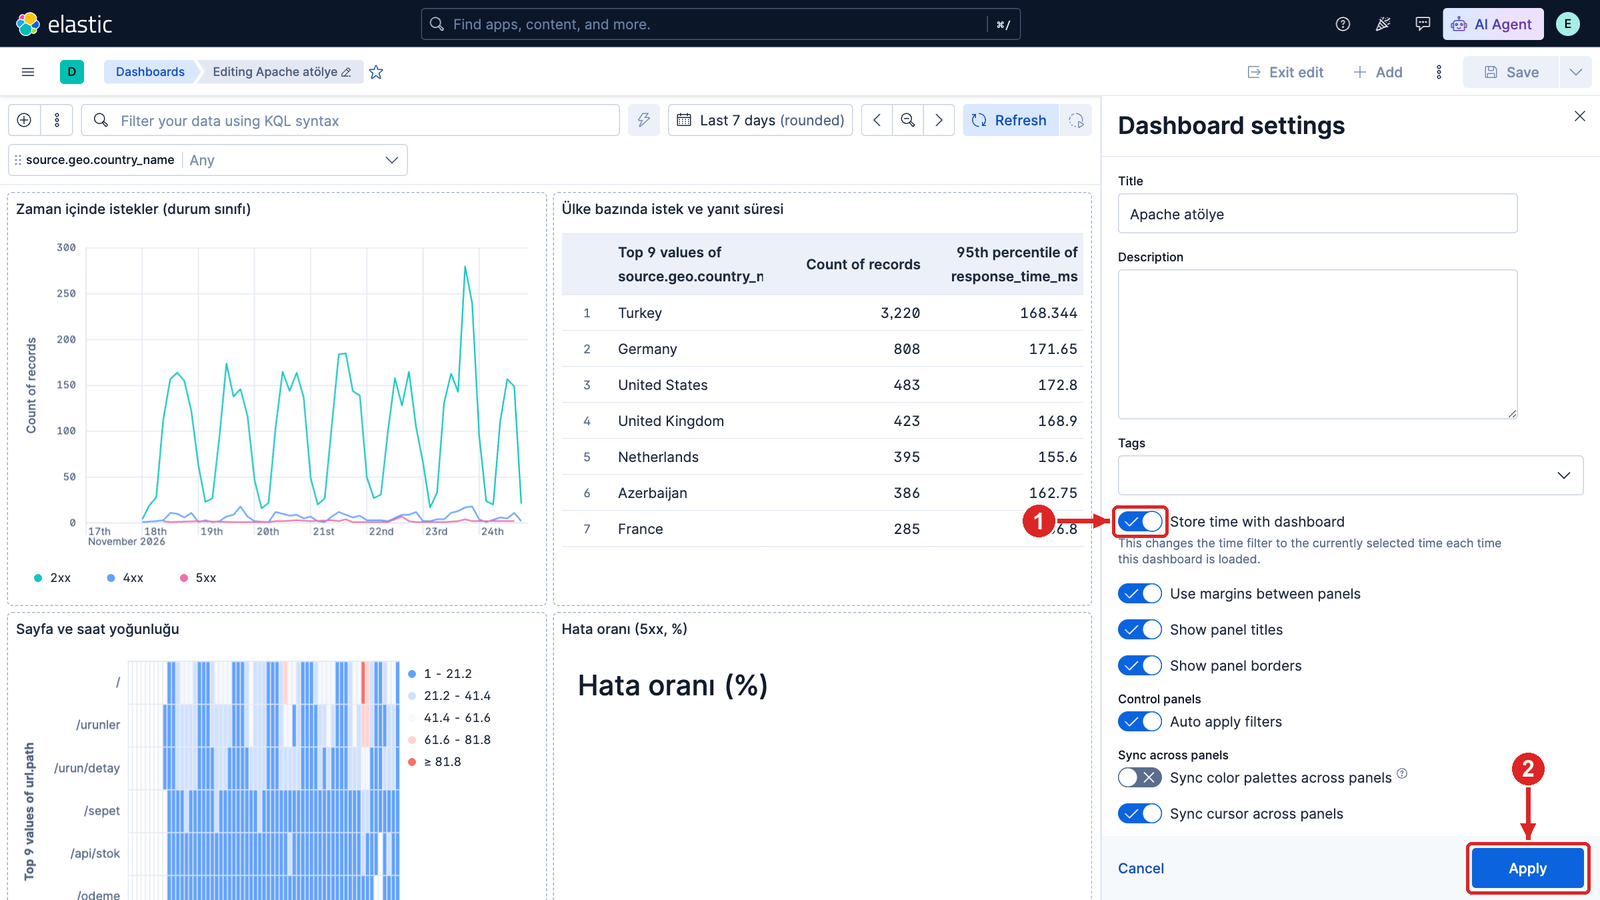 elastic
Find apps, content, and more.
⌘/
AI Agent
E
D
Dashboards
Editing Apache atölye
Exit edit
Add
Save
Filter your data using KQL syntax
Last 7 days (rounded)
Refresh
source.geo.country_name
Any
Zaman içinde istekler (durum sınıfı)
300
250
200
150
100
50
0
Count of records
17th
18th
19th
20th
21st
22nd
23rd
24th
November 2026
2xx
4xx
5xx
Ülke bazında istek ve yanıt süresi
Top 9 values of
source.geo.country_n
Count of records
95th percentile of
response_time_ms
1 Turkey 3,220 168.344
2 Germany 808 171.65
3 United States 483 172.8
4 United Kingdom 423 168.9
5 Netherlands 395 155.6
6 Azerbaijan 386 162.75
7 France 285 6.8
Sayfa ve saat yoğunluğu
Top 9 values of url.path
/
/urunler
/urun/detay
/sepet
/api/stok
/odeme
1 - 21.2
21.2 - 41.4
41.4 - 61.6
61.6 - 81.8
≥ 81.8
Hata oranı (5xx, %)
Hata oranı (%)
Dashboard settings
Title
Apache atölye
Description
Tags
1
Store time with dashboard
This changes the time filter to the currently selected time each time
this dashboard is loaded.
Use margins between panels
Show panel titles
Show panel borders
Control panels
Auto apply filters
Sync across panels
Sync color palettes across panels
Sync cursor across panels
2
Cancel
Apply